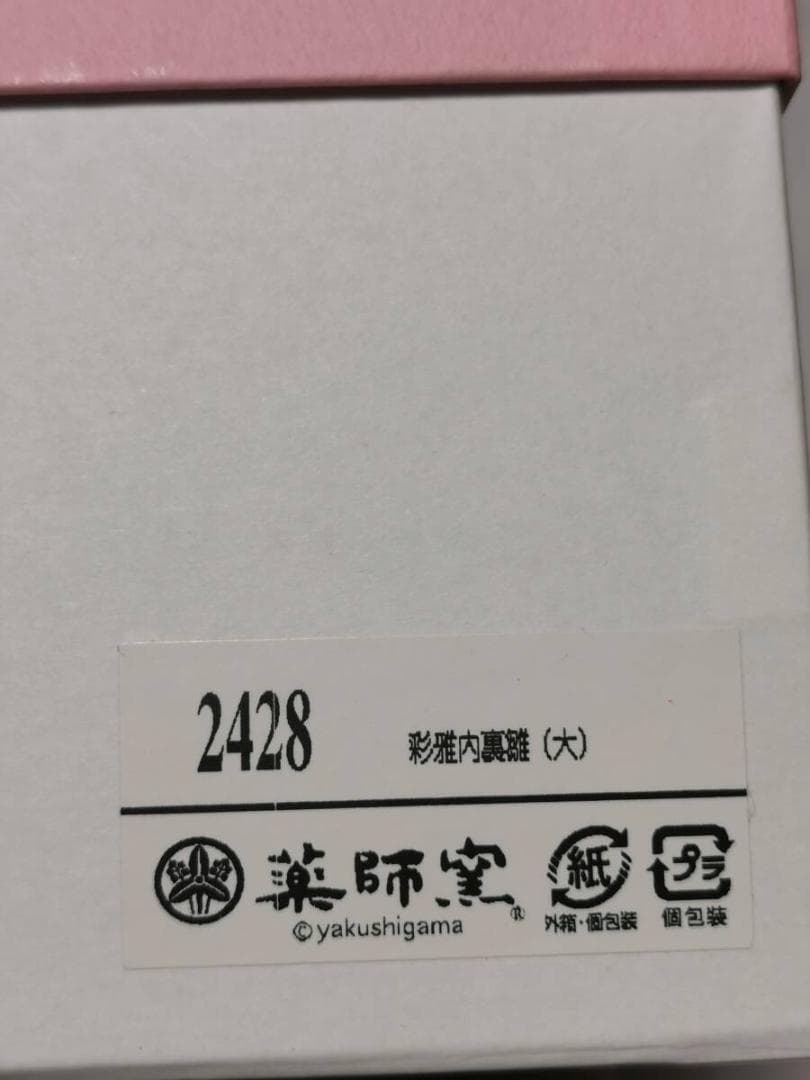 2428 彩雅内裏雛（大）
薬師窯®
©yakushigama
紙
外箱・個包装
プラ
個包装